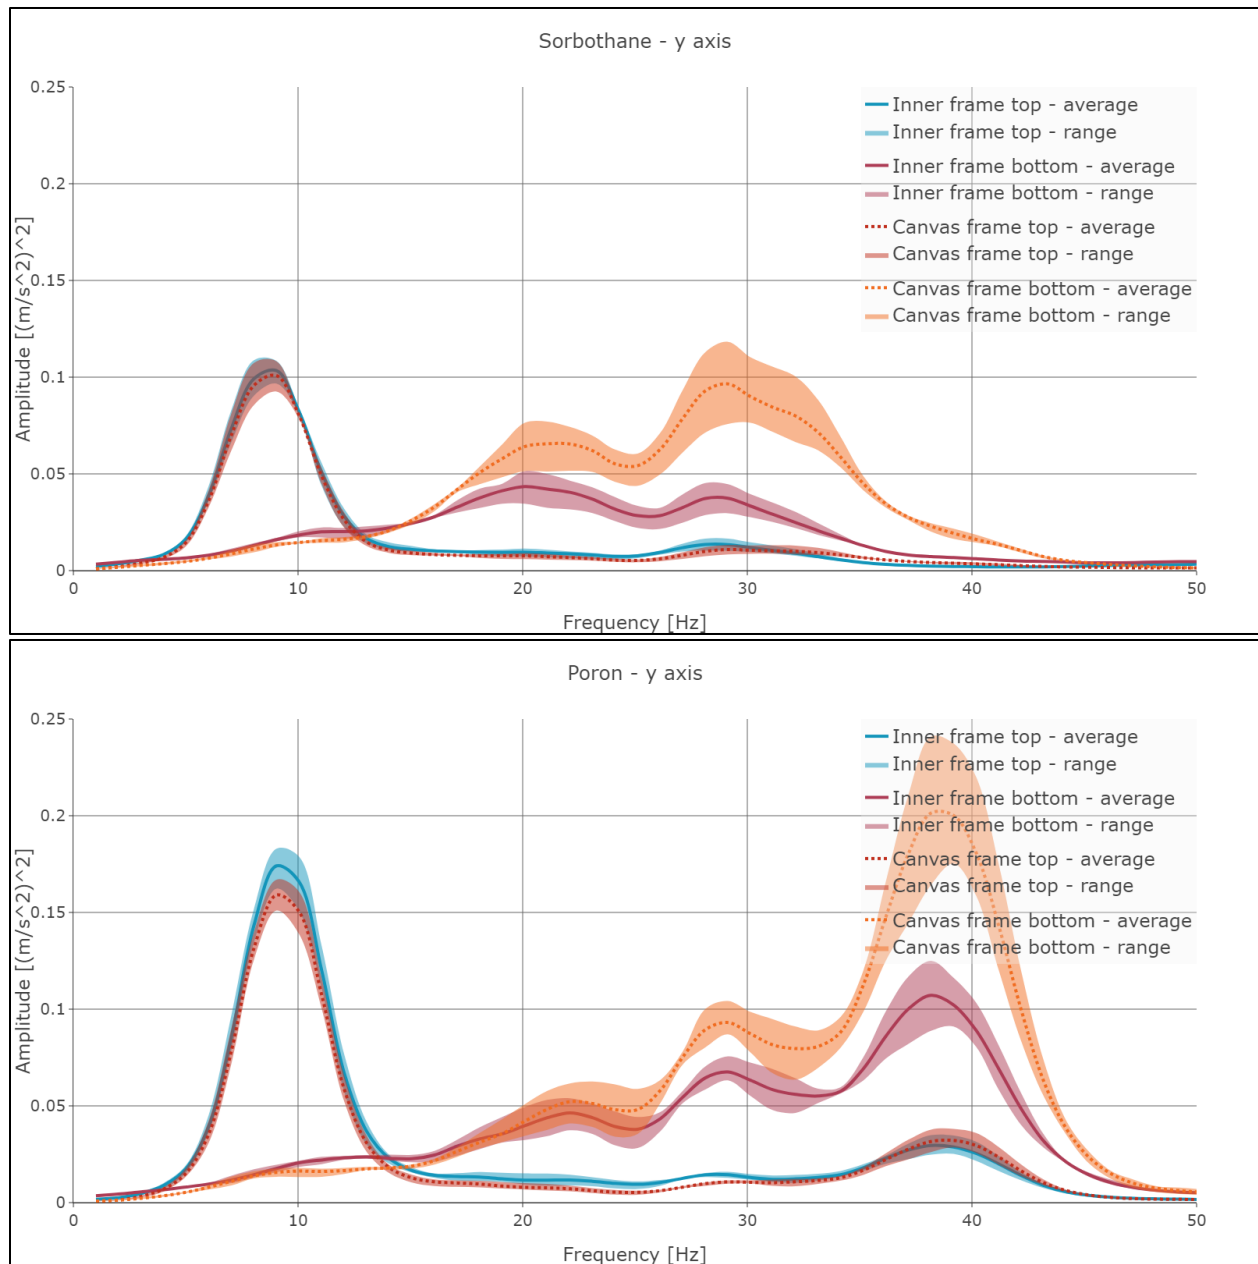 Sorbothane - y axis
Amplitude [(m/s^2)^2]
0.25
0.2
0.15
0.1
0.05
0
0
10
20
30
40
50
Frequency [Hz]
Inner frame top - average
Inner frame top - range
Inner frame bottom - average
Inner frame bottom - range
Canvas frame top - average
Canvas frame top - range
Canvas frame bottom - average
Canvas frame bottom - range
Poron - y axis
Amplitude [(m/s^2)^2]
0.25
0.2
0.15
0.1
0.05
0
0
10
20
30
40
50
Frequency [Hz]
Inner frame top - average
Inner frame top - range
Inner frame bottom - average
Inner frame bottom - range
Canvas frame top - average
Canvas frame top - range
Canvas frame bottom - average
Canvas frame bottom - range